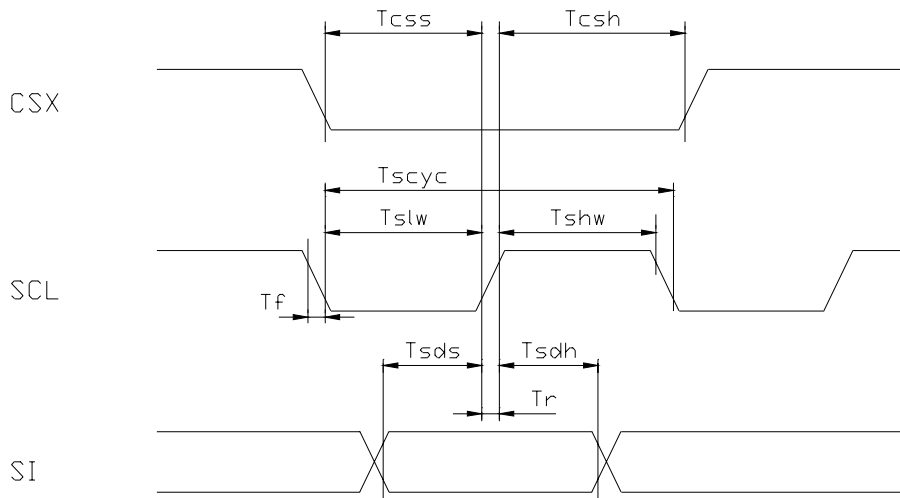 Tcss Tcsh
CSX
Tscyc
Tslw Tshw
SCL
Tf
Tsds Tsdh
Tr
SI